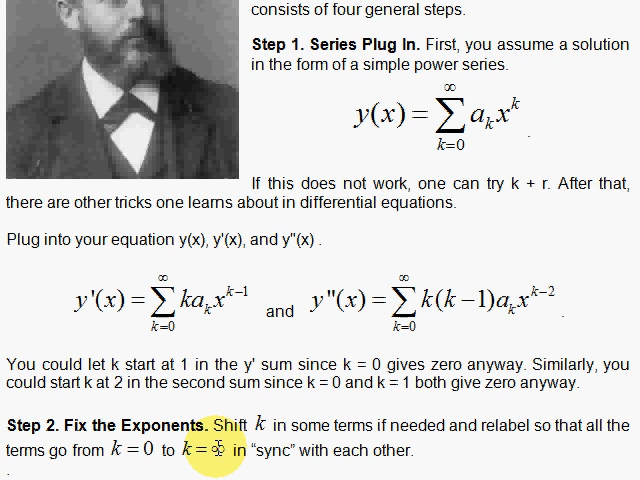 consists of four general steps.
Step 1. Series Plug In. First, you assume a solution
in the form of a simple power series.
y(x) = ∑_{k=0}^{∞} a_k x^k .
If this does not work, one can try k + r. After that,
there are other tricks one learns about in differential equations.
Plug into your equation y(x), y'(x), and y"(x) .
y'(x) = ∑_{k=0}^{∞} k a_k x^{k−1} and y"(x) = ∑_{k=0}^{∞} k(k−1)a_k x^{k−2} .
You could let k start at 1 in the y' sum since k = 0 gives zero anyway. Similarly, you
could start k at 2 in the second sum since k = 0 and k = 1 both give zero anyway.
Step 2. Fix the Exponents. Shift k in some terms if needed and relabel so that all the
terms go from k = 0 to k = ∞ in “sync” with each other.
.